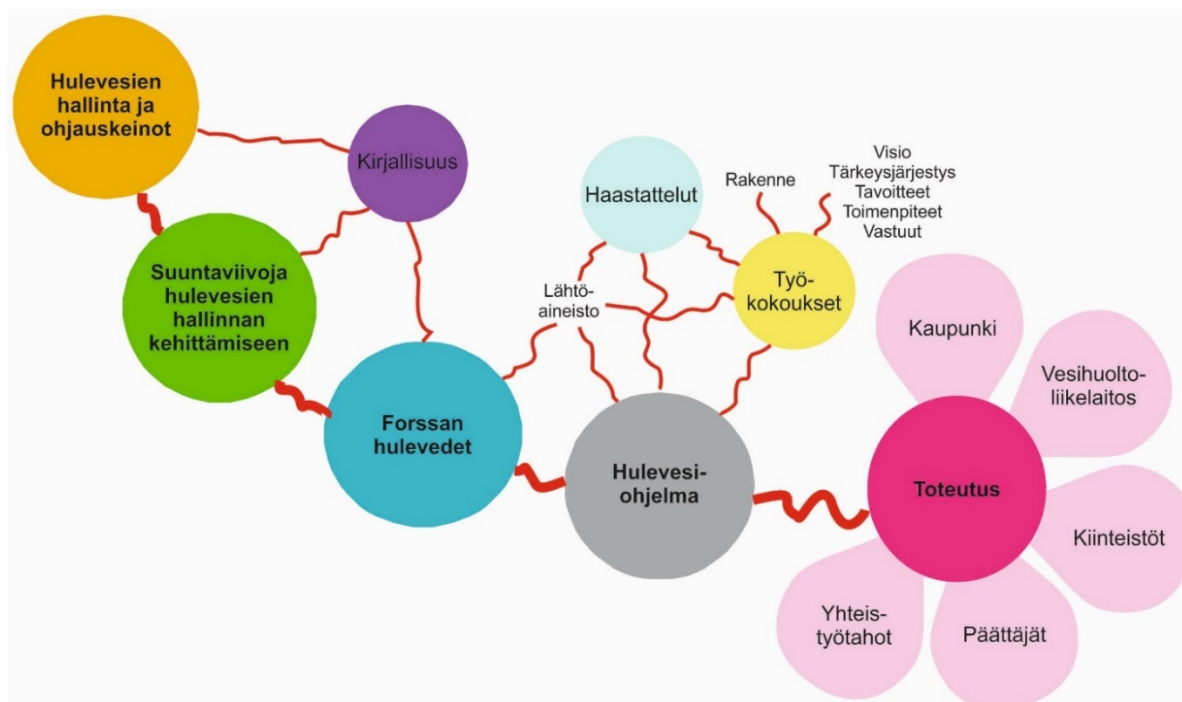 Hulevesien
hallinta ja
ohjauskeinot
Kirjallisuus
Suuntaviivoja
hulevesien
hallinnan
kehittämiseen
Haastattelut
Rakenne
Visio
Tärkeysjärjestys
Tavoitteet
Toimenpiteet
Vastuut
Lähtö-
aineisto
Työ-
kokoukset
Forssan
hulevedet
Hulevesi-
ohjelma
Toteutus
Kaupunki
Vesihuolto-
liikelaitos
Kiinteistöt
Päättäjät
Yhteis-
työtahot